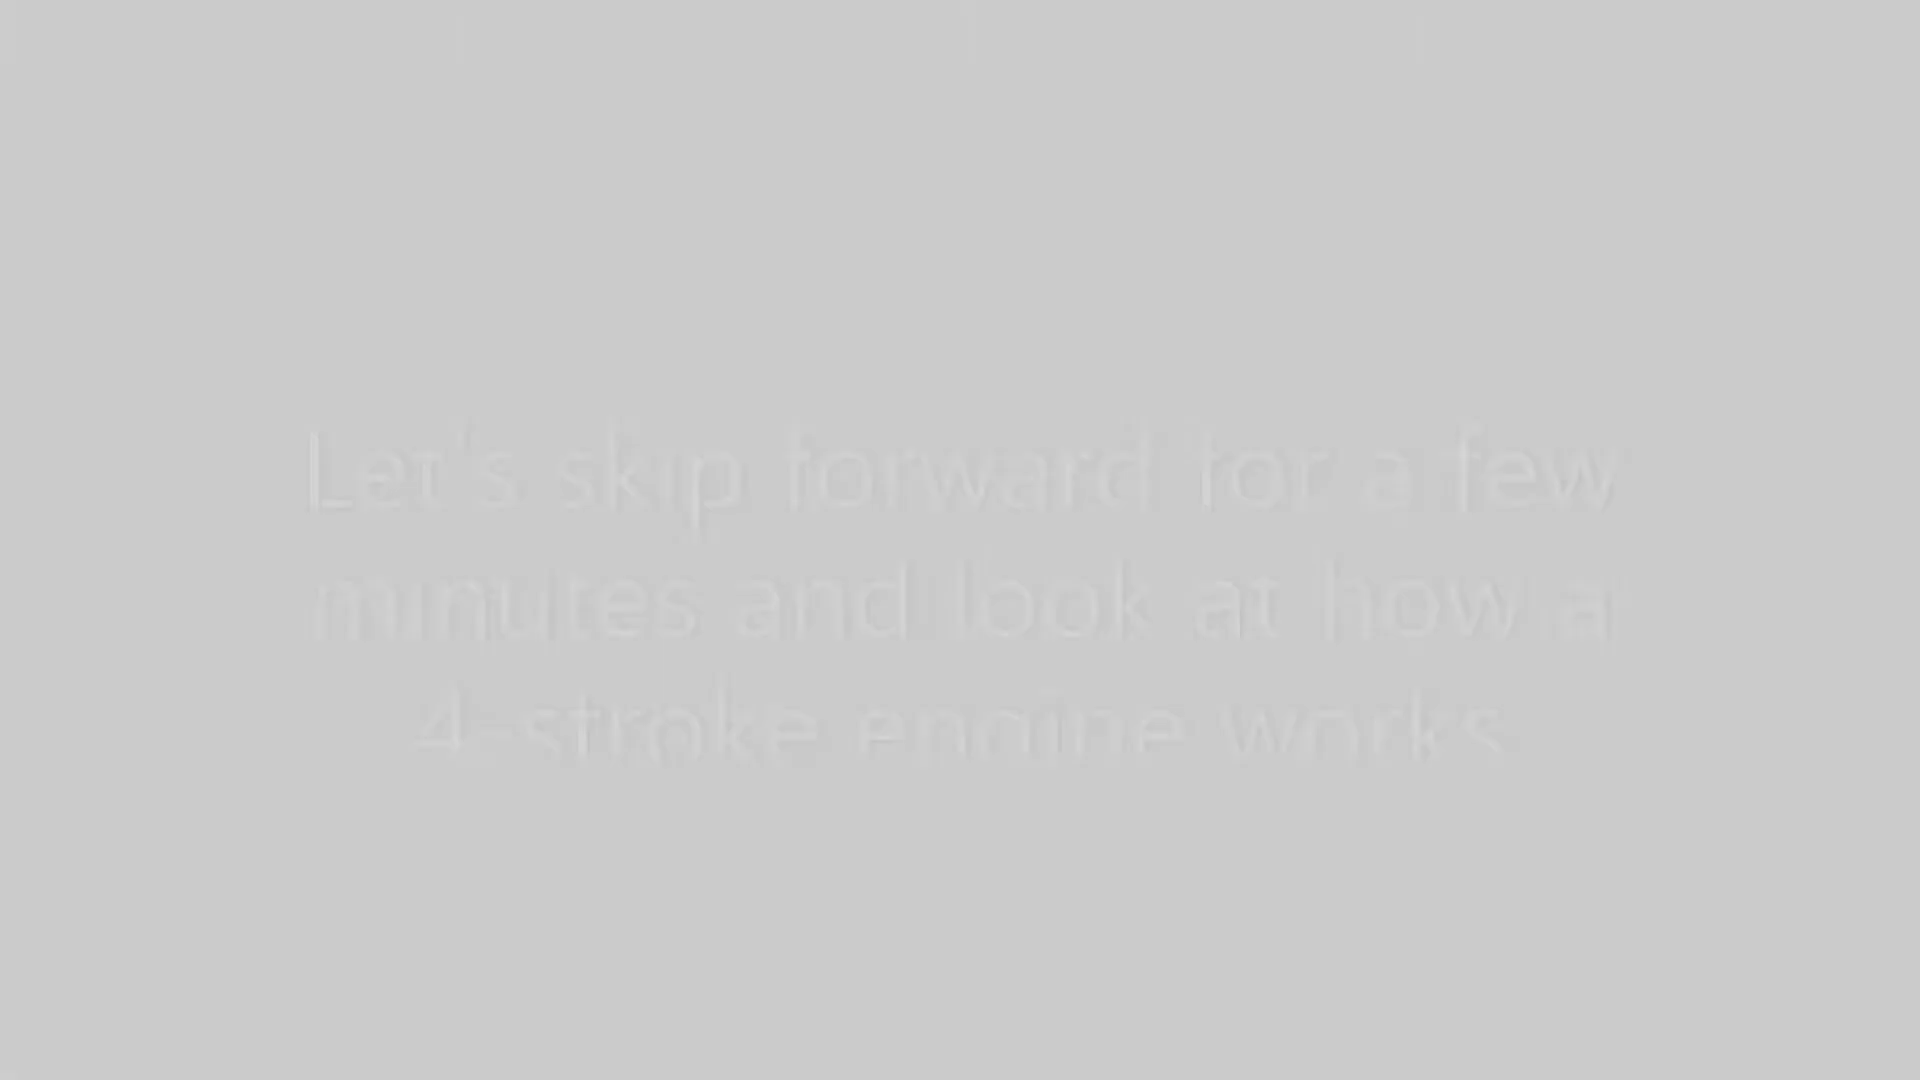 Let's skip forward for a few
minutes and look at how a
4-stroke engine works